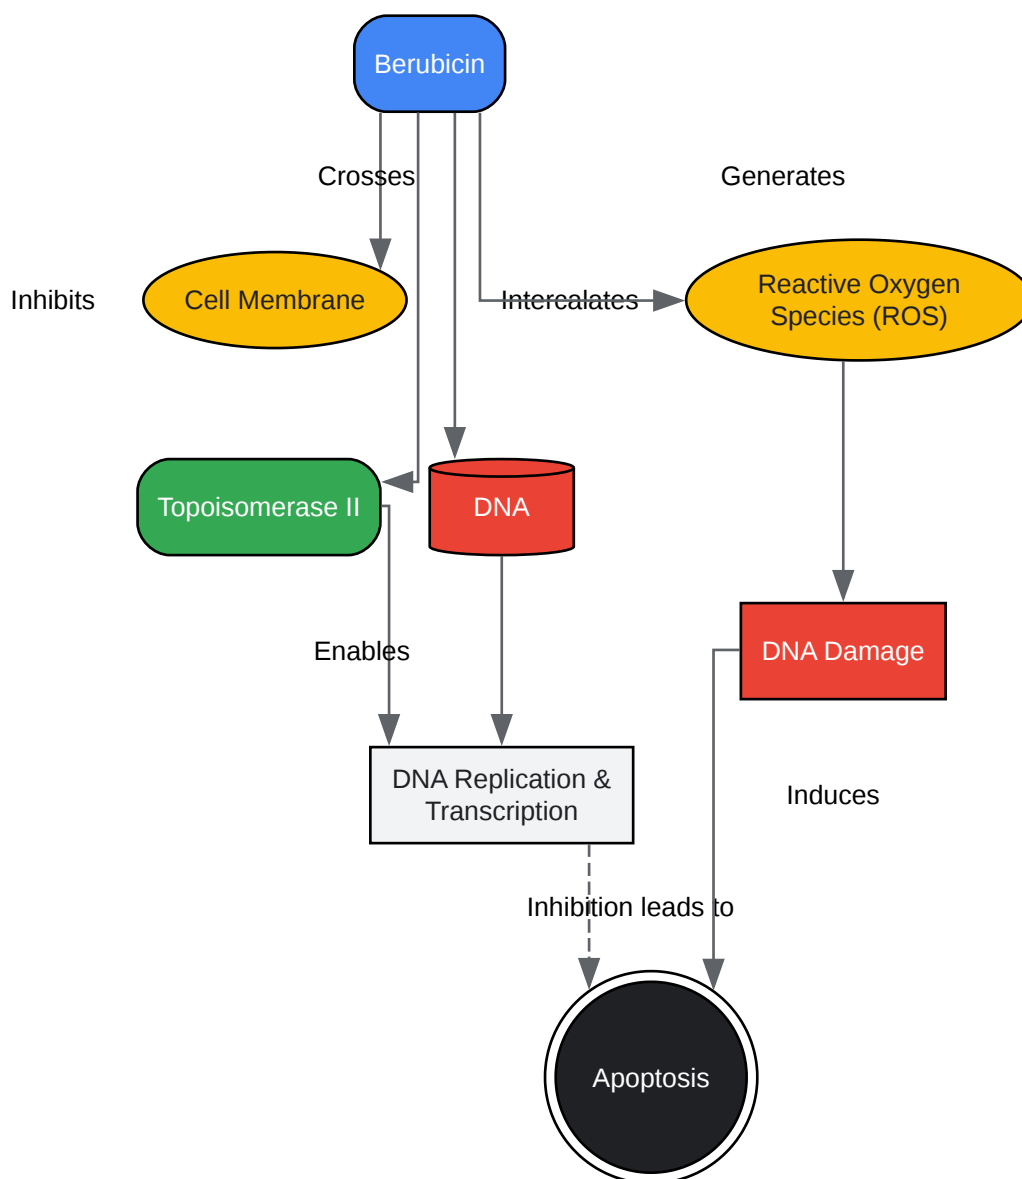 Berubicin
Crosses
Generates
Inhibits
Cell Membrane
Intercalates
Reactive Oxygen
Species (ROS)
Topoisomerase II
DNA
Enables
DNA Damage
DNA Replication &
Transcription
Induces
Inhibition leads to
Apoptosis